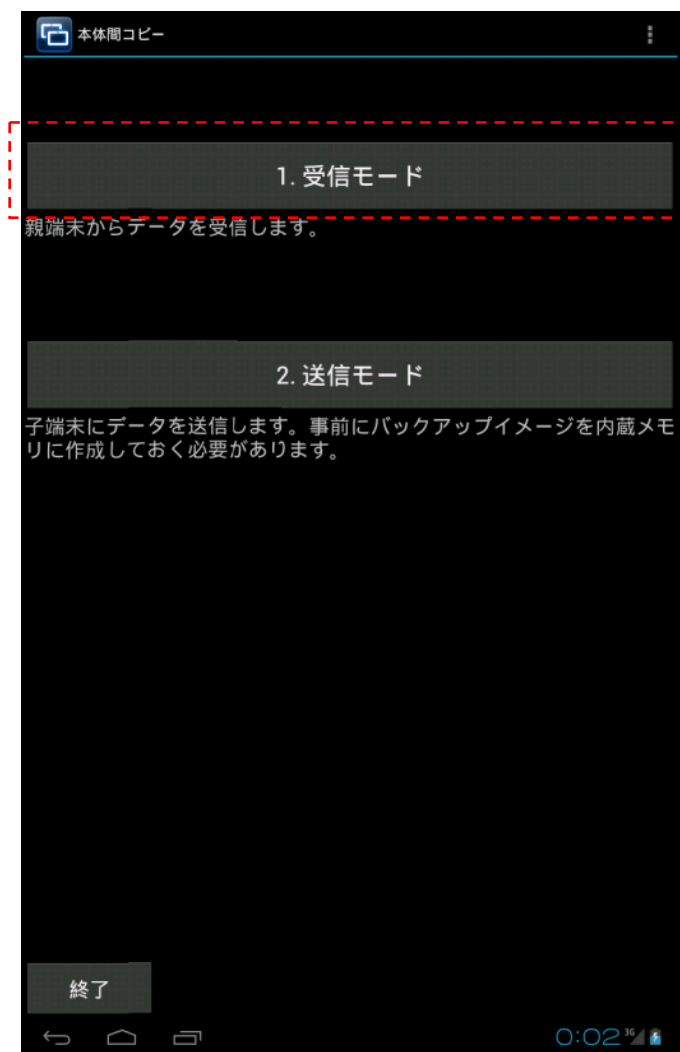 本体間コピー
1. 受信モード
親端末からデータを受信します。
2. 送信モード
子端末にデータを送信します。事前にバックアップイメージを内蔵メモ
リに作成しておく必要があります。
終了
0:02 3G